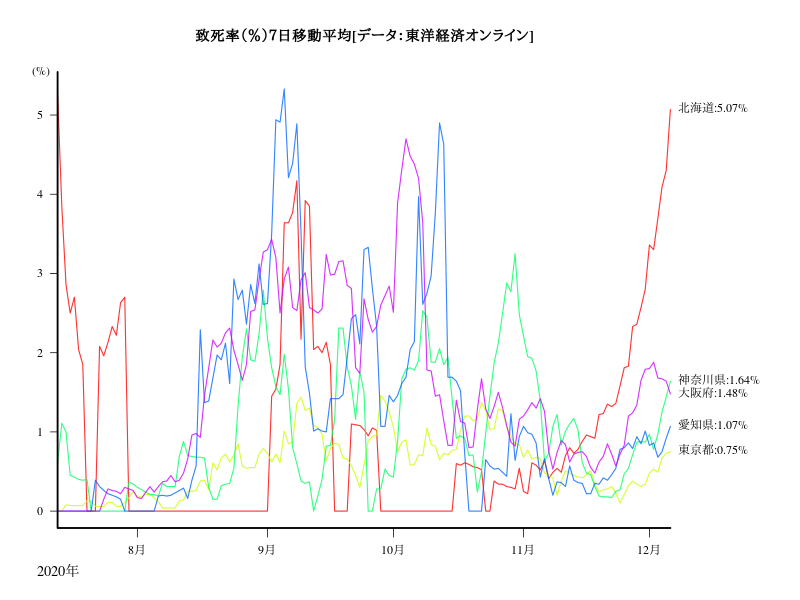 致死率(%)7日移動平均[データ: 東洋経済オンライン]
(%)
5
4
3
2
1
0
北海道:5.07%
神奈川県:1.64%
大阪府:1.48%
愛知県:1.07%
東京都:0.75%
8月
9月
10月
11月
12月
2020年